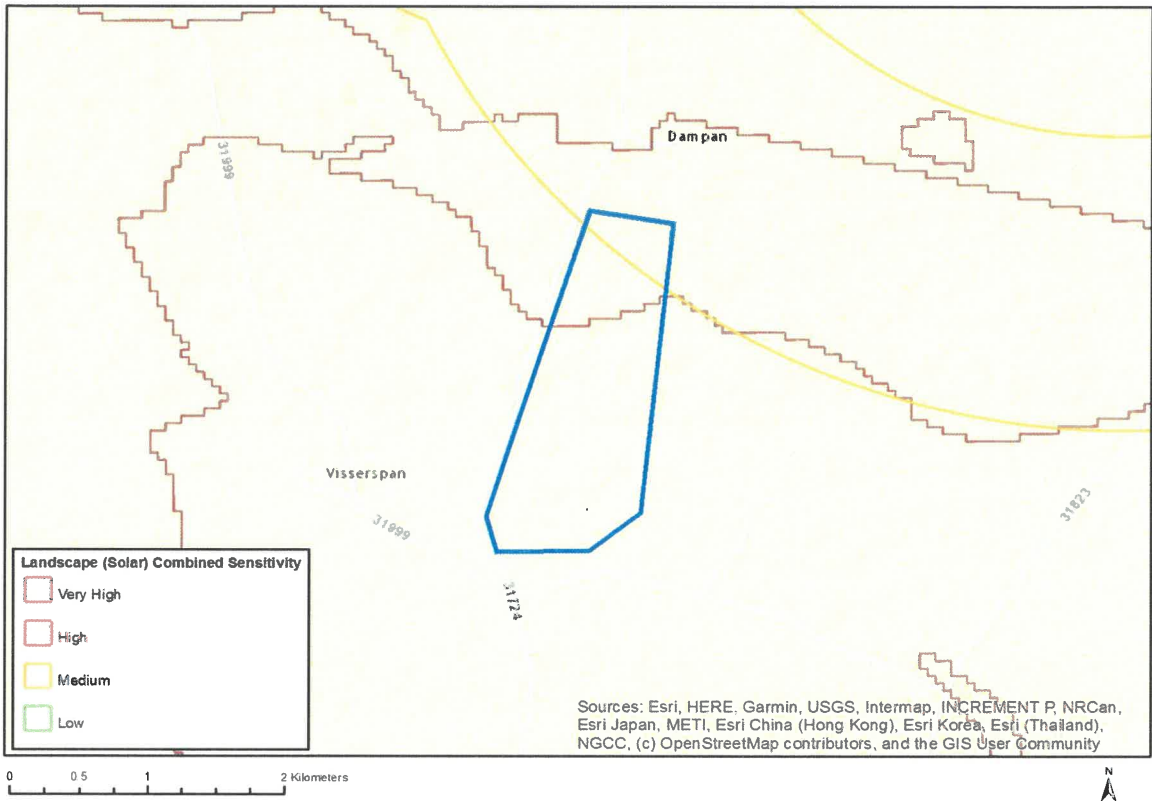 Dampan
31999
Visserspan
31999
31823
31724
Landscape (Solar) Combined Sensitivity
Very High
High
Medium
Low
Sources: Esri, HERE, Garmin, USGS, Intermap, INCREMENT P, NRCan,
Esri Japan, METI, Esri China (Hong Kong), Esri Korea, Esri (Thailand),
NGCC, (c) OpenStreetMap contributors, and the GIS User Community
0 0.5 1 2 Kilometers
N